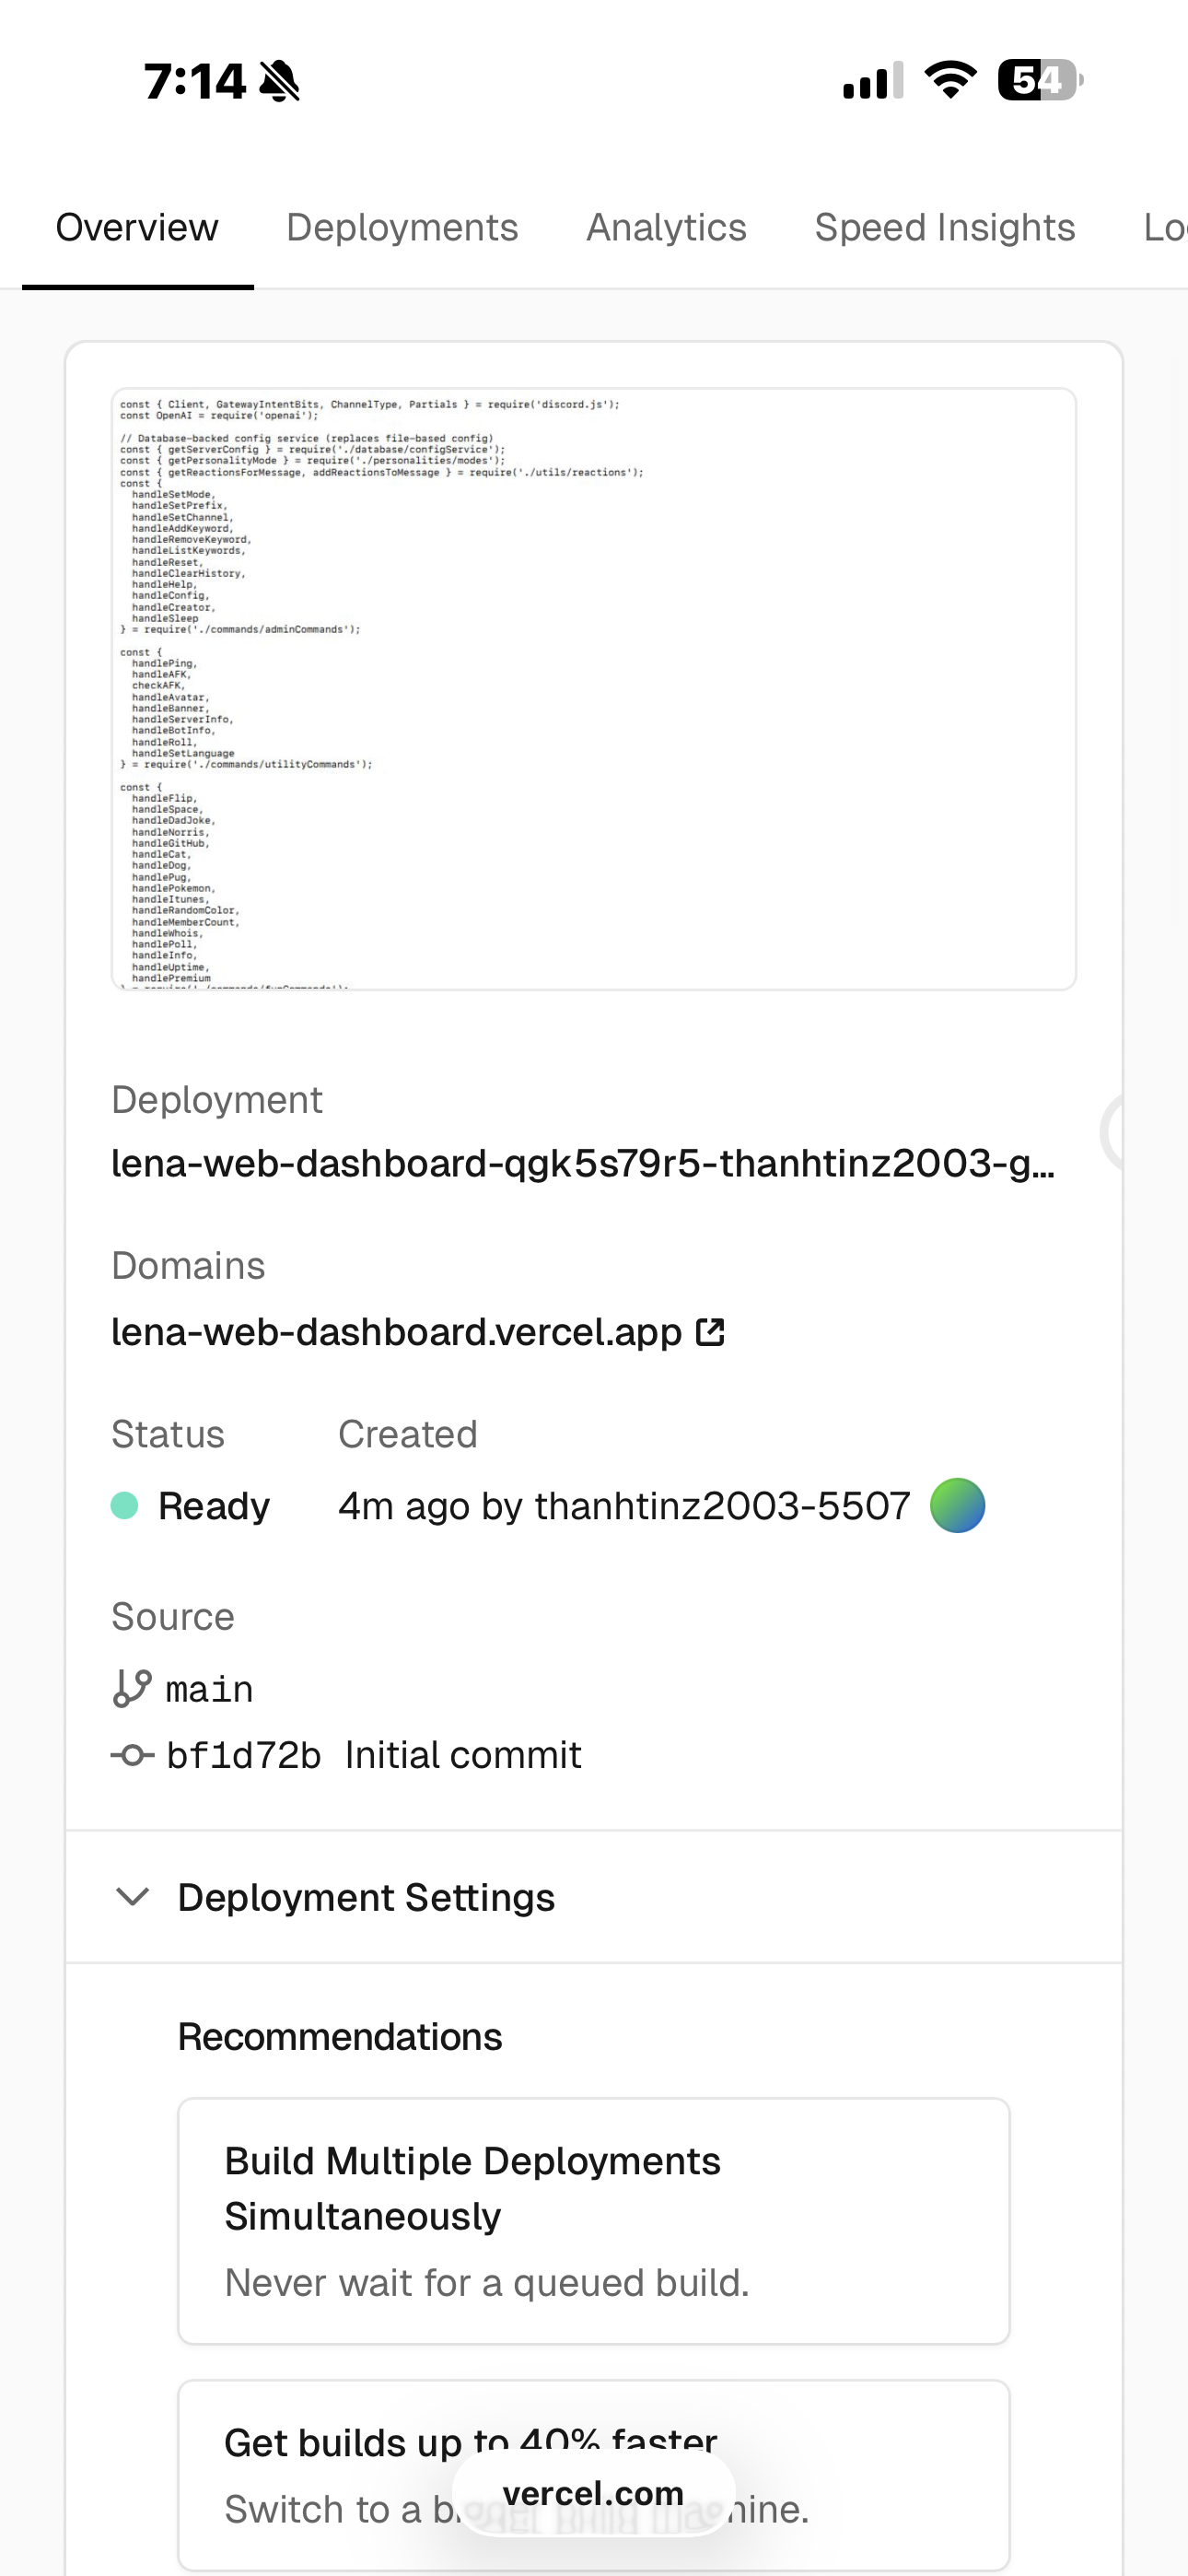 7:14
54
Overview Deployments Analytics Speed Insights Lo
const { Client, GatewayIntentBits, ChannelType, Partials } = require('discord.js');
const OpenAI = require('openai');
// Database-backed config service (replaces file-based config)
const { getServerConfig } = require('./database/configService');
const { getPersonalityMode } = require('./personalities/modes');
const { getReactionsForMessage, addReactionsToMessage } = require('./utils/reactions');
const {
handleSetMode,
handleSetPrefix,
handleSetChannel,
handleAddKeyword,
handleRemoveKeyword,
handleListKeywords,
handleReset,
handleClearHistory,
handleHelp,
handleConfig,
handleCreator,
handleSleep
} = require('./commands/adminCommands');
const {
handlePing,
handleAFK,
checkAFK,
handleAvatar,
handleBanner,
handleServerInfo,
handleBotInfo,
handleRoll,
handleSetLanguage
} = require('./commands/utilityCommands');
const {
handleFlip,
handleSpace,
handleDadJoke,
handleNorris,
handleGitHub,
handleCat,
handleDog,
handlePug,
handlePokemon,
handleItunes,
handleRandomColor,
handleMemberCount,
handleWhois,
handlePoll,
handleInfo,
handleUptime,
handlePremium
} = require('./commands/funCommands');
Deployment
lena-web-dashboard-qgk5s79r5-thanhtinz2003-g...
Domains
lena-web-dashboard.vercel.app
Status Created
Ready 4m ago by thanhtinz2003-5507
Source
main
bf1d72b Initial commit
Deployment Settings
Recommendations
Build Multiple Deployments
Simultaneously
Never wait for a queued build.
Get builds up to 40% faster
Switch to a bigger build machine.
vercel.com